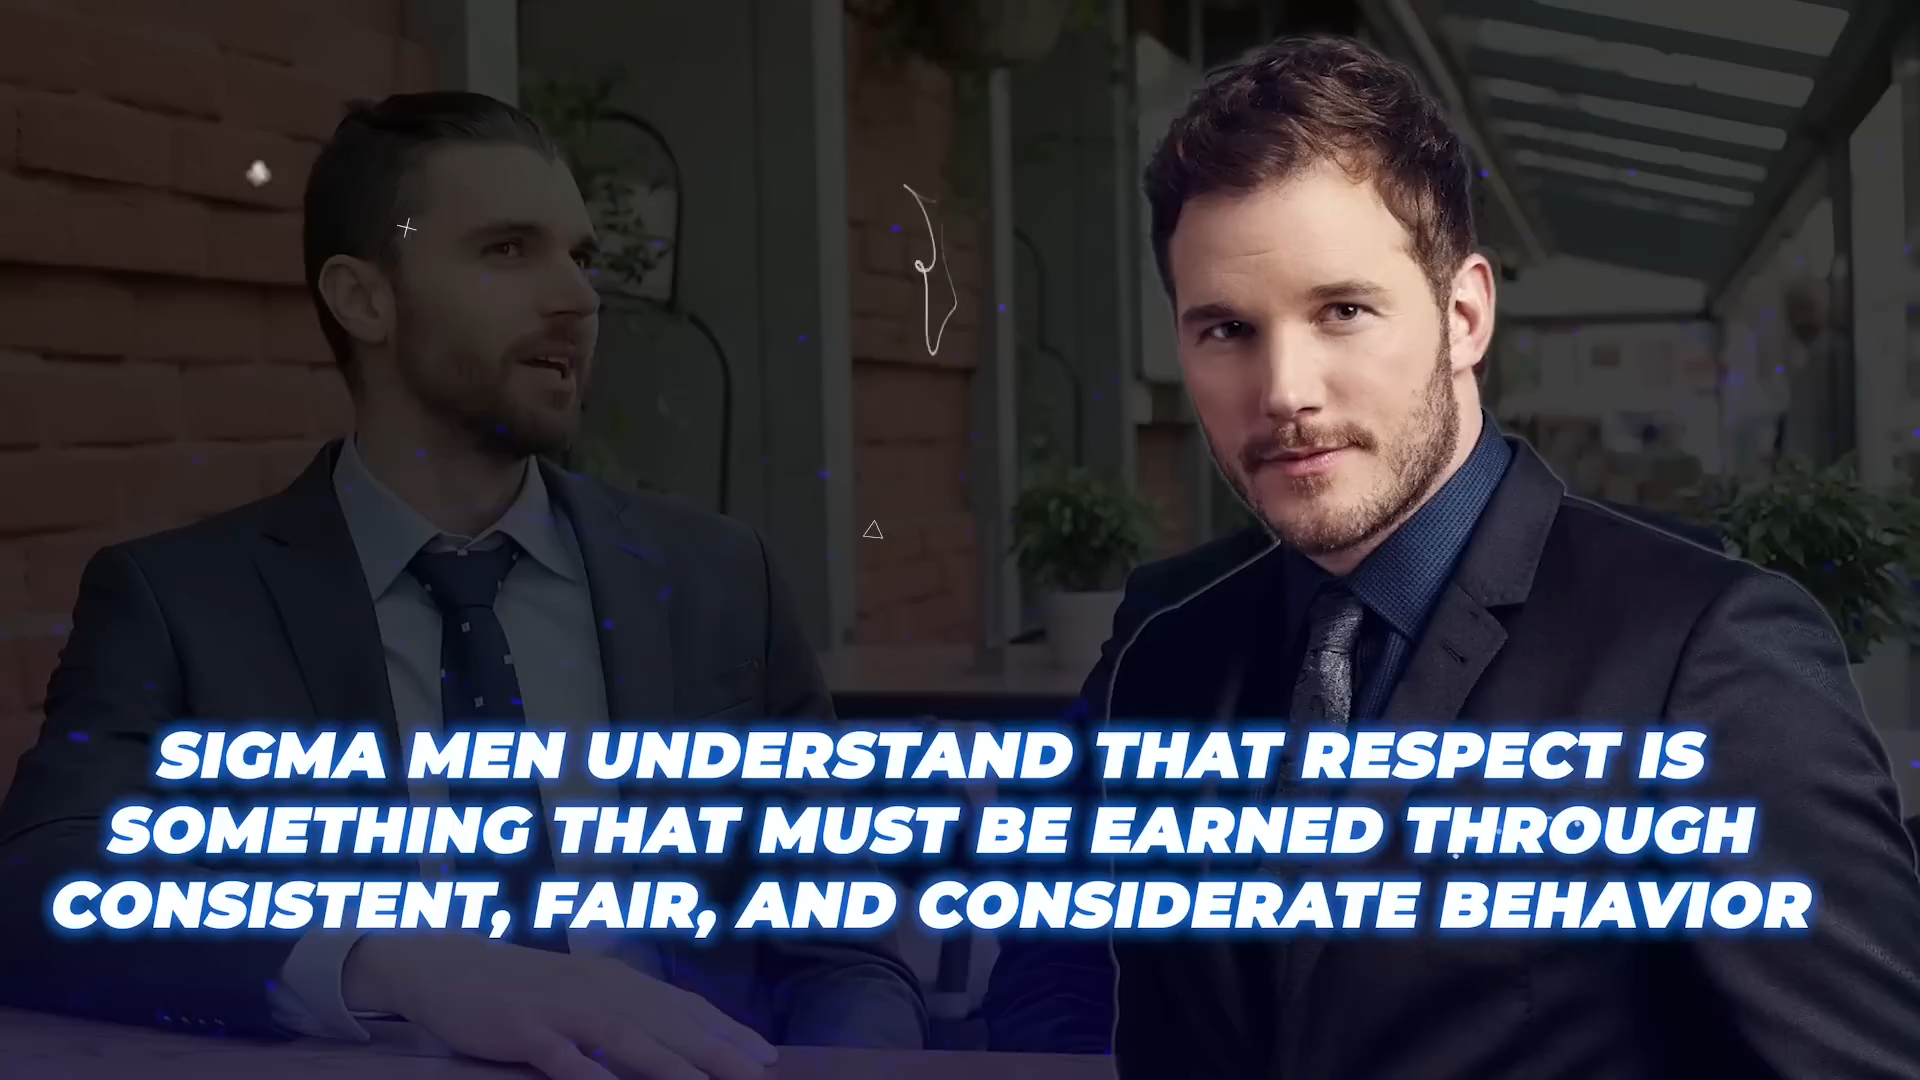 SIGMA MEN UNDERSTAND THAT RESPECT IS
SOMETHING THAT MUST BE EARNED THROUGH
CONSISTENT, FAIR, AND CONSIDERATE BEHAVIOR